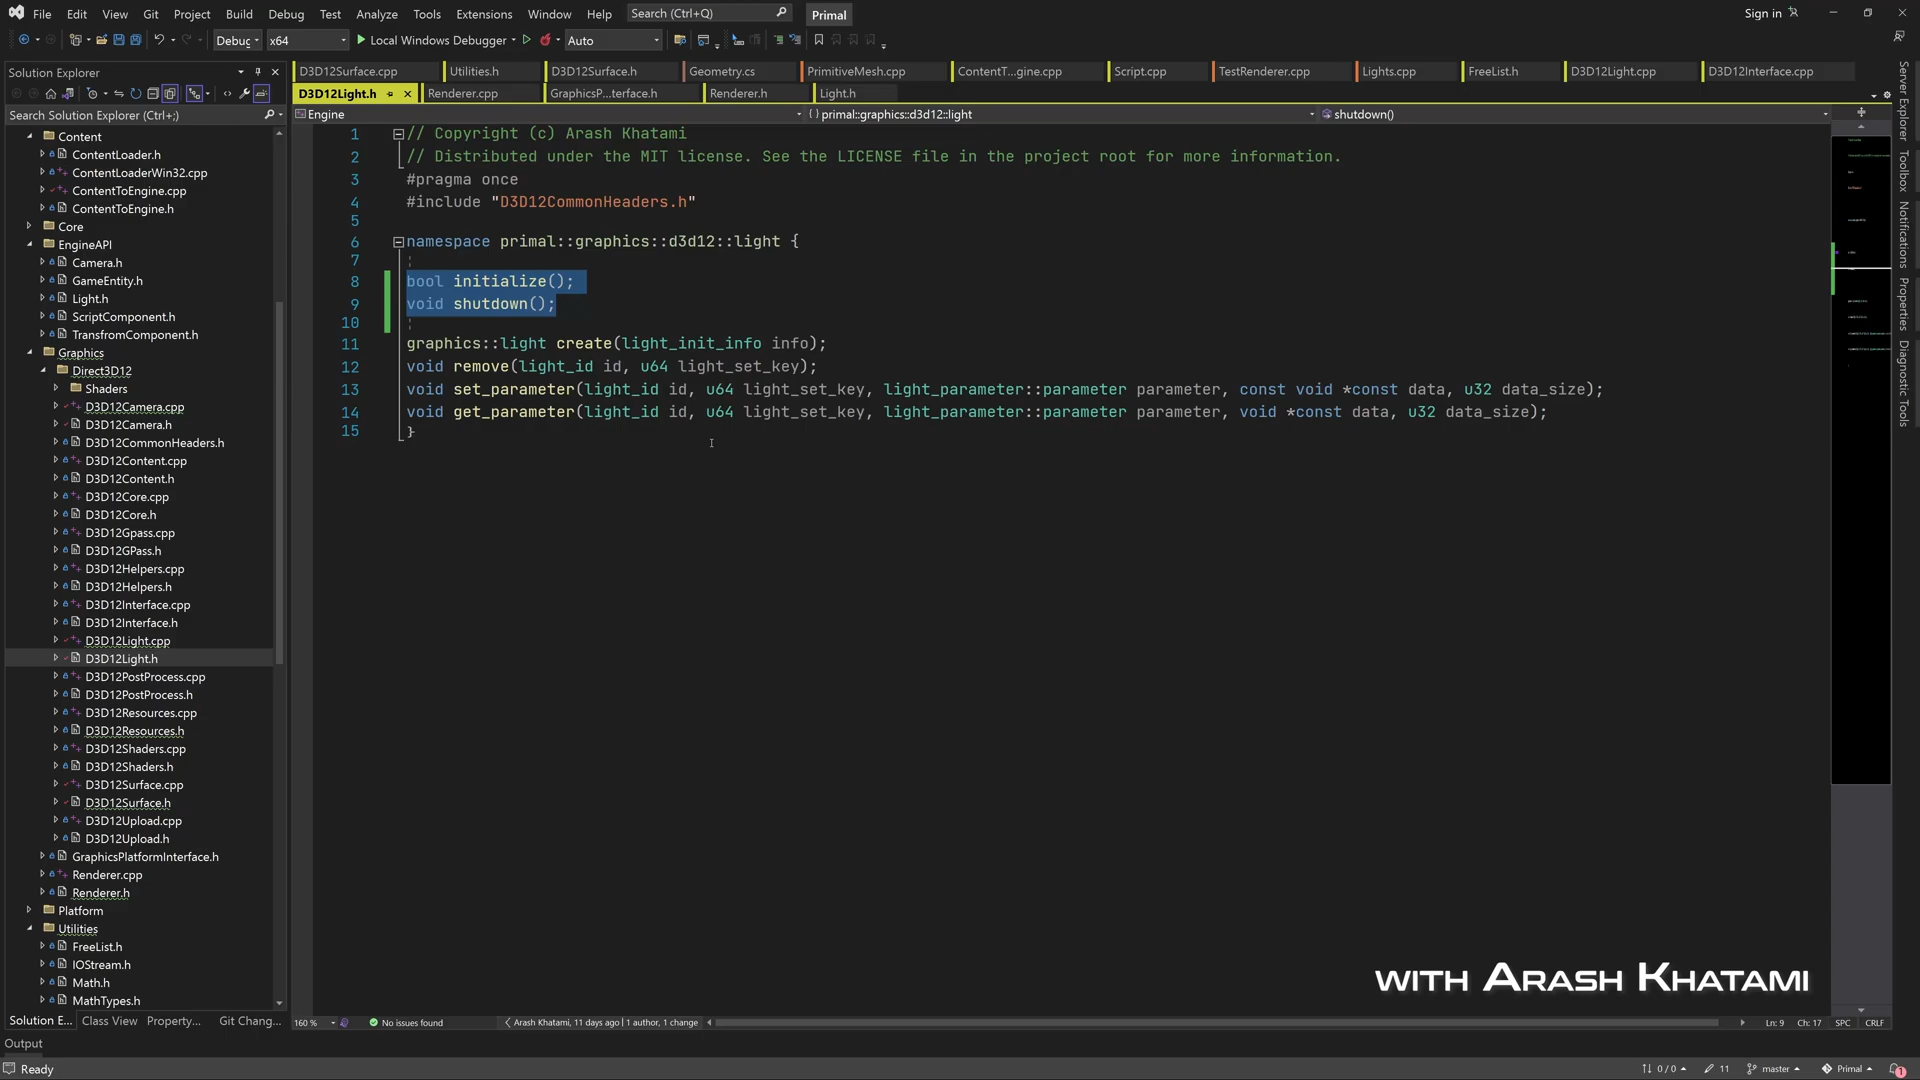 File Edit View Git Project Build Debug Test Analyze Tools Extensions Window Help Search (Ctrl+Q) Primal Sign in
Debug x64 Local Windows Debugger Auto
Solution Explorer
Search Solution Explorer (Ctrl+;)
Content
ContentLoader.h
ContentLoaderWin32.cpp
ContentToEngine.cpp
ContentToEngine.h
Core
EngineAPI
Camera.h
GameEntity.h
Light.h
ScriptComponent.h
TransfromComponent.h
Graphics
Direct3D12
Shaders
D3D12Camera.cpp
D3D12Camera.h
D3D12CommonHeaders.h
D3D12Content.cpp
D3D12Content.h
D3D12Core.cpp
D3D12Core.h
D3D12Gpass.cpp
D3D12GPass.h
D3D12Helpers.cpp
D3D12Helpers.h
D3D12Interface.cpp
D3D12Interface.h
D3D12Light.cpp
D3D12Light.h
D3D12PostProcess.cpp
D3D12PostProcess.h
D3D12Resources.cpp
D3D12Resources.h
D3D12Shaders.cpp
D3D12Shaders.h
D3D12Surface.cpp
D3D12Surface.h
D3D12Upload.cpp
D3D12Upload.h
GraphicsPlatformInterface.h
Renderer.cpp
Renderer.h
Platform
Utilities
FreeList.h
IOStream.h
Math.h
MathTypes.h
Solution E... Class View Property... Git Chang...
D3D12Surface.cpp Utilities.h D3D12Surface.h Geometry.cs PrimitiveMesh.cpp ContentT...gine.cpp Script.cpp TestRenderer.cpp Lights.cpp FreeList.h D3D12Light.cpp D3D12Interface.cpp
D3D12Light.h Renderer.cpp GraphicsP...terface.h Renderer.h Light.h
Engine primal::graphics::d3d12::light shutdown()
1 // Copyright (c) Arash Khatami
2 // Distributed under the MIT license. See the LICENSE file in the project root for more information.
3 #pragma once
4 #include "D3D12CommonHeaders.h"
5
6 namespace primal::graphics::d3d12::light {
7
8 bool initialize();
9 void shutdown();
10
11 graphics::light create(light_init_info info);
12 void remove(light_id id, u64 light_set_key);
13 void set_parameter(light_id id, u64 light_set_key, light_parameter::parameter parameter, const void *const data, u32 data_size);
14 void get_parameter(light_id id, u64 light_set_key, light_parameter::parameter parameter, void *const data, u32 data_size);
15 }
Server Explorer
Toolbox
Notifications
Properties
Diagnostic Tools
WITH ARASH KHATAMI
160 % No issues found Arash Khatami, 11 days ago | 1 author, 1 change Ln: 9 Ch: 17 SPC CRLF
Output
Ready 0 / 0 11 master Primal 1